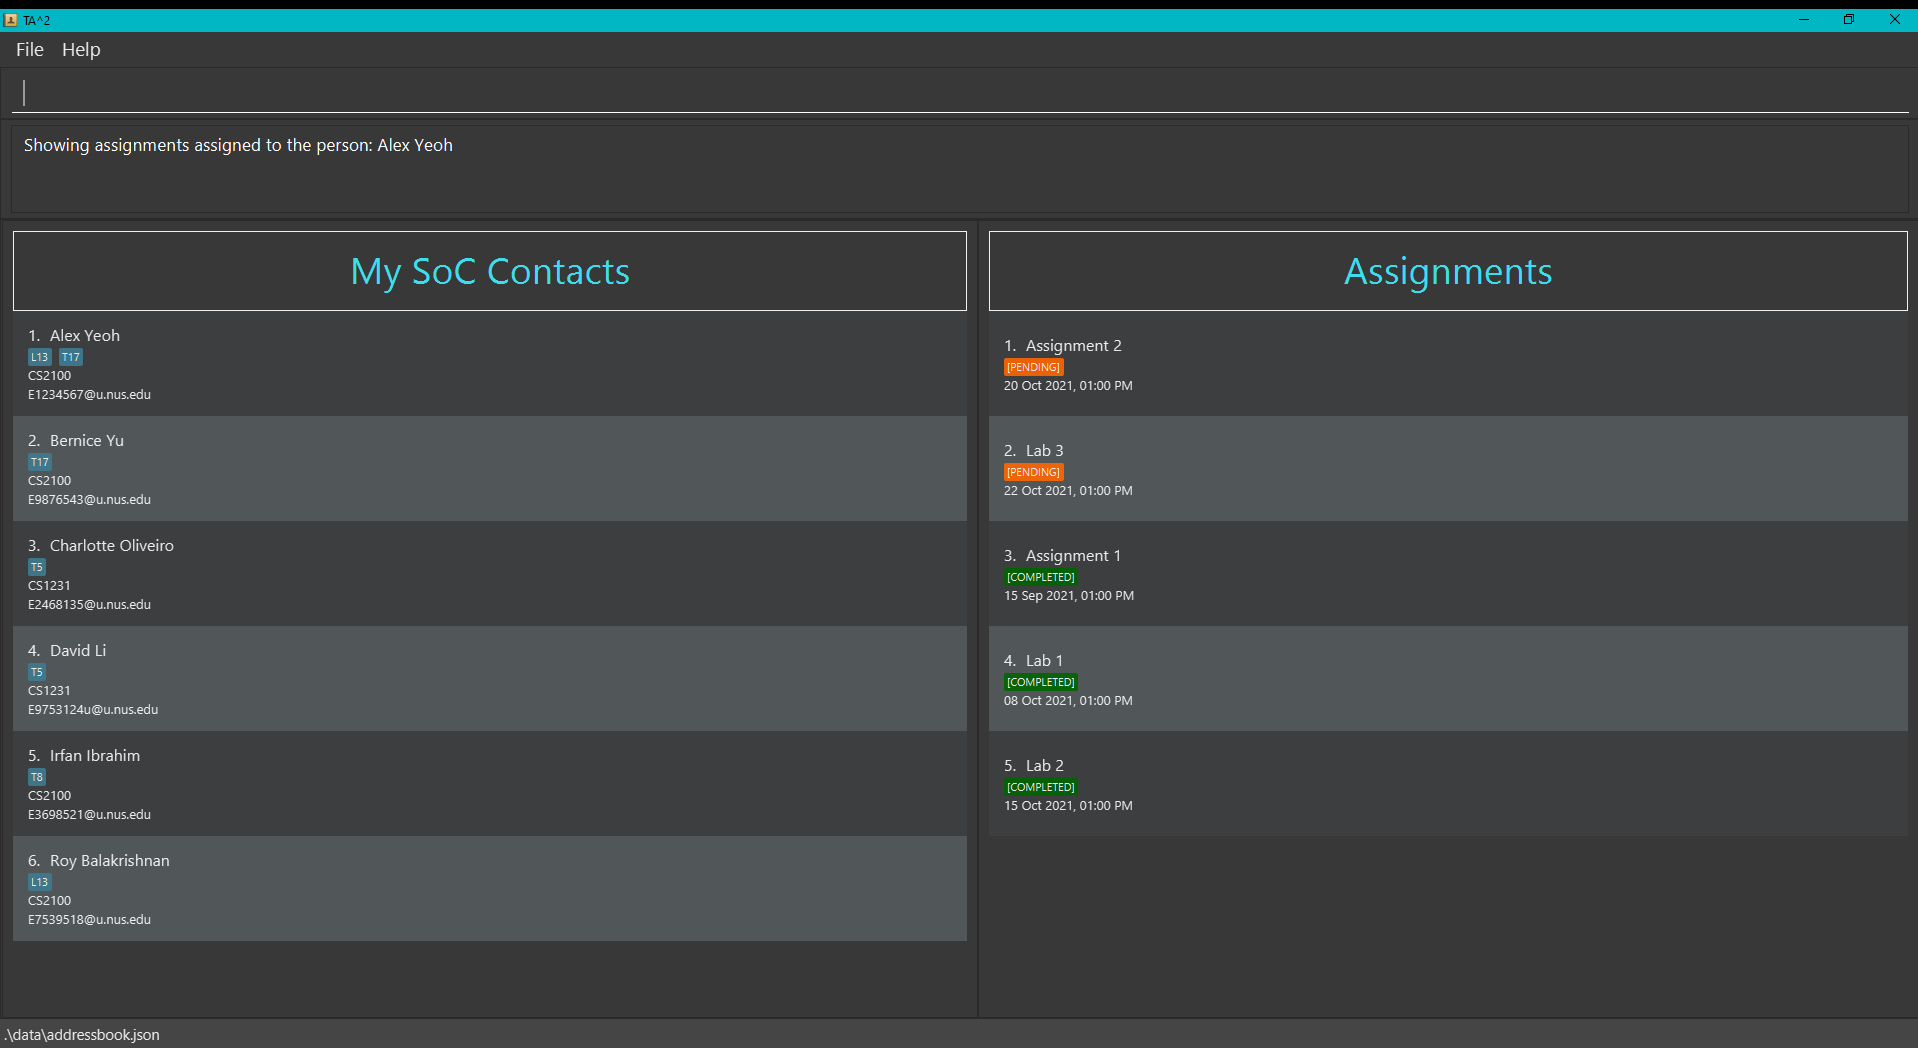 TA^2
File Help
Showing assignments assigned to the person: Alex Yeoh
My SoC Contacts
1. Alex Yeoh
L13 T17
CS2100
E1234567@u.nus.edu
2. Bernice Yu
T17
CS2100
E9876543@u.nus.edu
3. Charlotte Oliveiro
T5
CS1231
E2468135@u.nus.edu
4. David Li
T5
CS1231
E9753124u@u.nus.edu
5. Irfan Ibrahim
T8
CS2100
E3698521@u.nus.edu
6. Roy Balakrishnan
L13
CS2100
E7539518@u.nus.edu
Assignments
1. Assignment 2
[PENDING]
20 Oct 2021, 01:00 PM
2. Lab 3
[PENDING]
22 Oct 2021, 01:00 PM
3. Assignment 1
[COMPLETED]
15 Sep 2021, 01:00 PM
4. Lab 1
[COMPLETED]
08 Oct 2021, 01:00 PM
5. Lab 2
[COMPLETED]
15 Oct 2021, 01:00 PM
.\data\addressbook.json